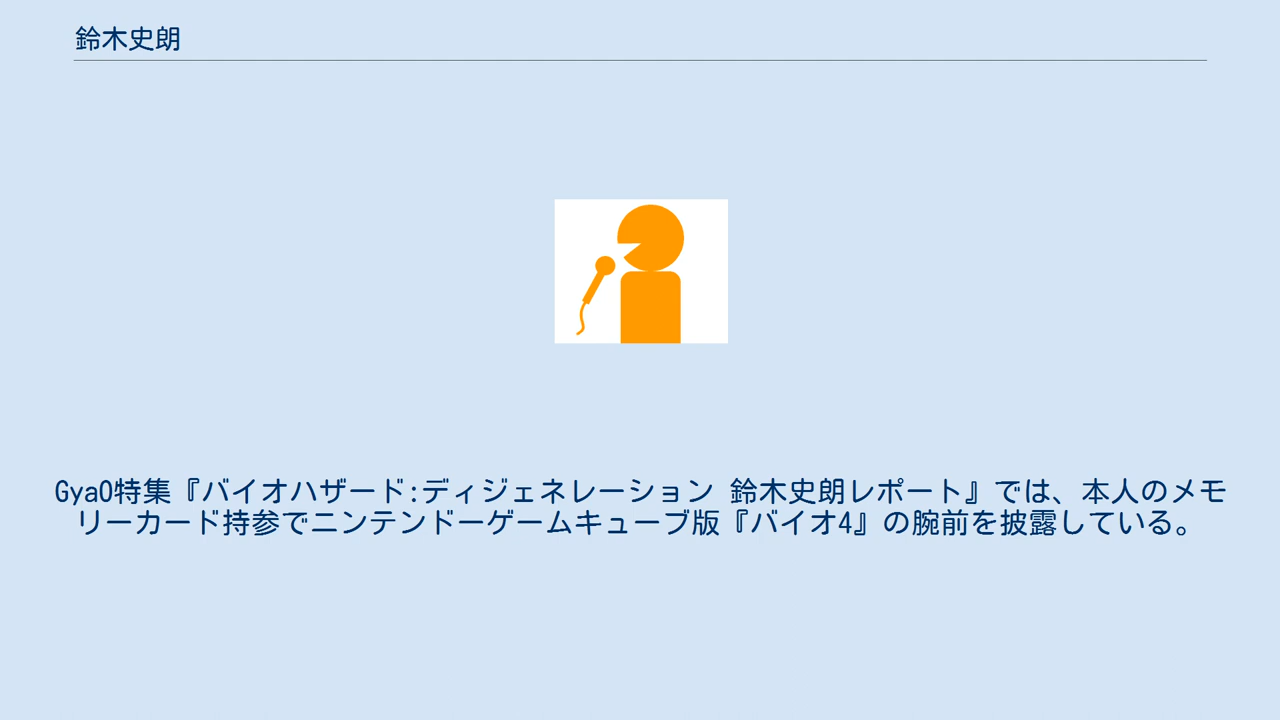 鈴木史朗
GyaO特集『バイオハザード:ディジェネレーション 鈴木史朗レポート』では、本人のメモ
リーカード持参でニンテンドーゲームキューブ版『バイオ4』の腕前を披露している。